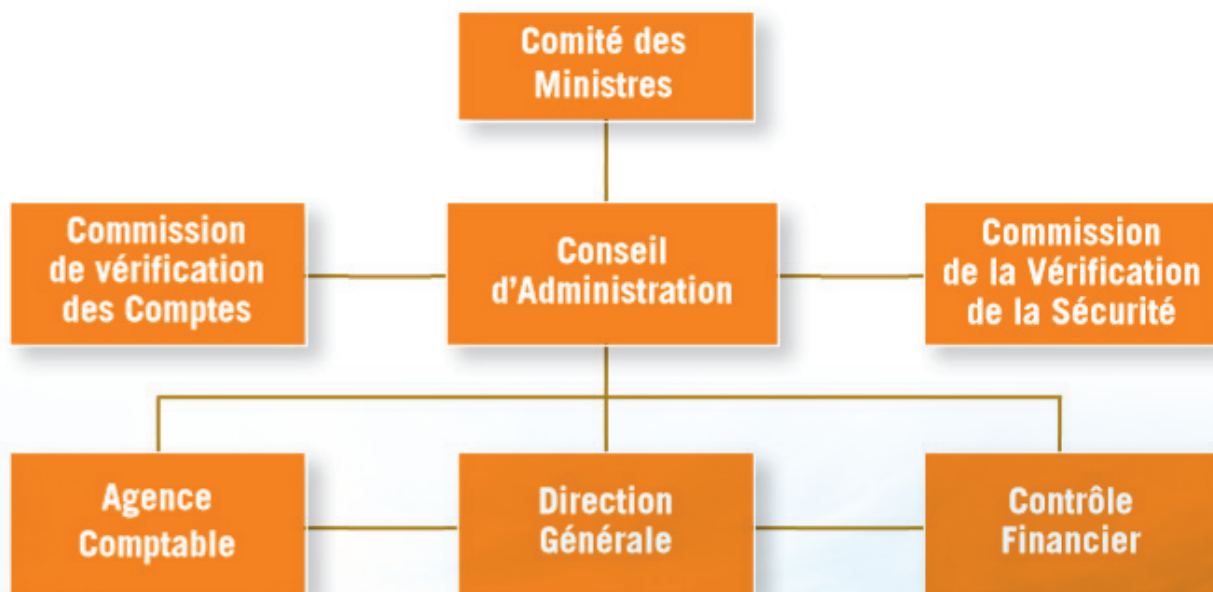 Comité des
Ministres
Commission
de vérification
des Comptes
Conseil
d'Administration
Commission
de la Vérification
de la Sécurité
Agence
Comptable
Direction
Générale
Contrôle
Financier